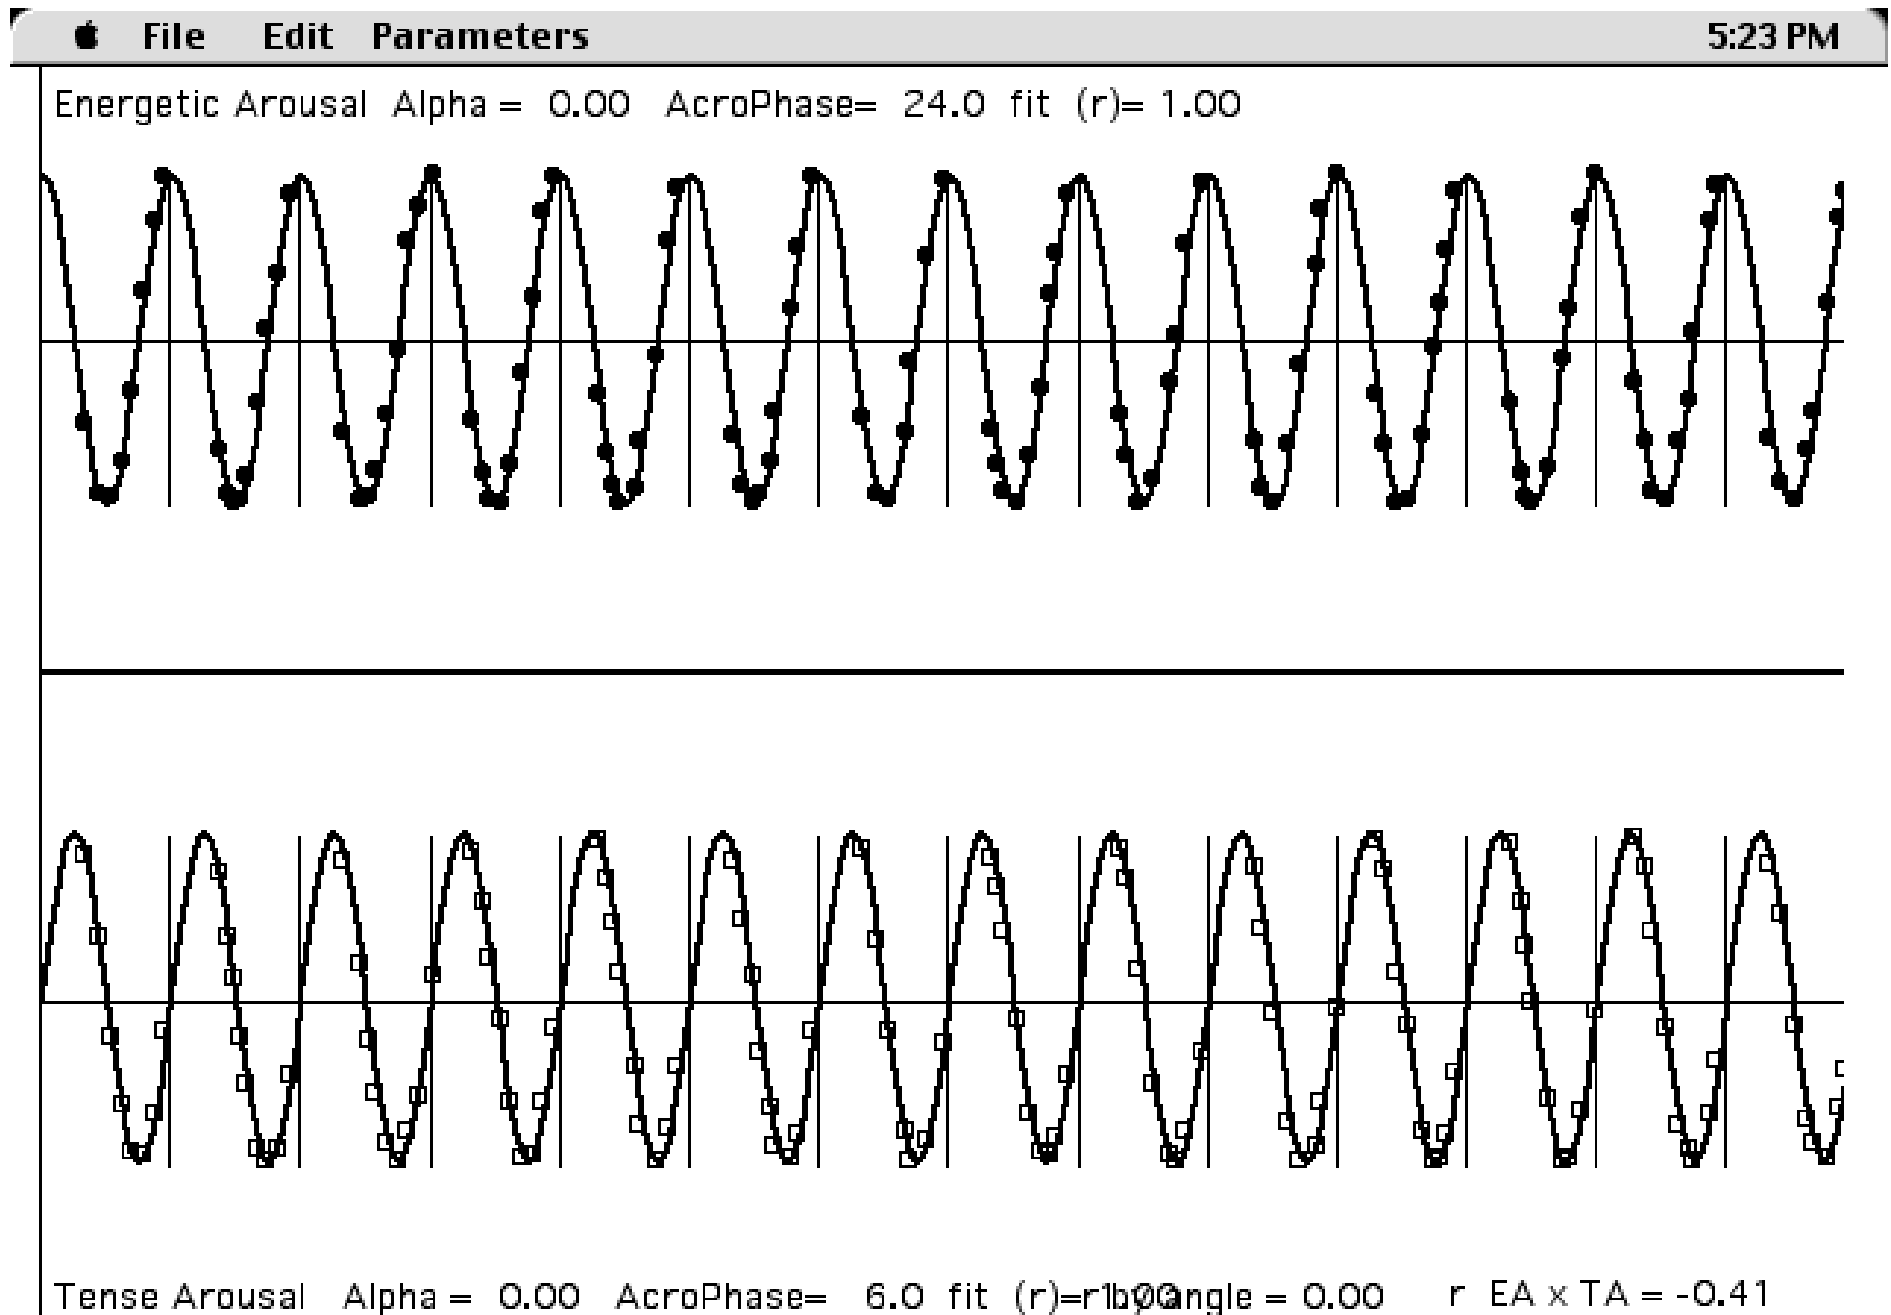 File Edit Parameters 5:23 PM
Energetic Arousal Alpha = 0.00 AcroPhase= 24.0 fit (r)= 1.00
Tense Arousal Alpha = 0.00 AcroPhase= 6.0 fit (r)= angle = 0.00 r EA x TA = -0.41